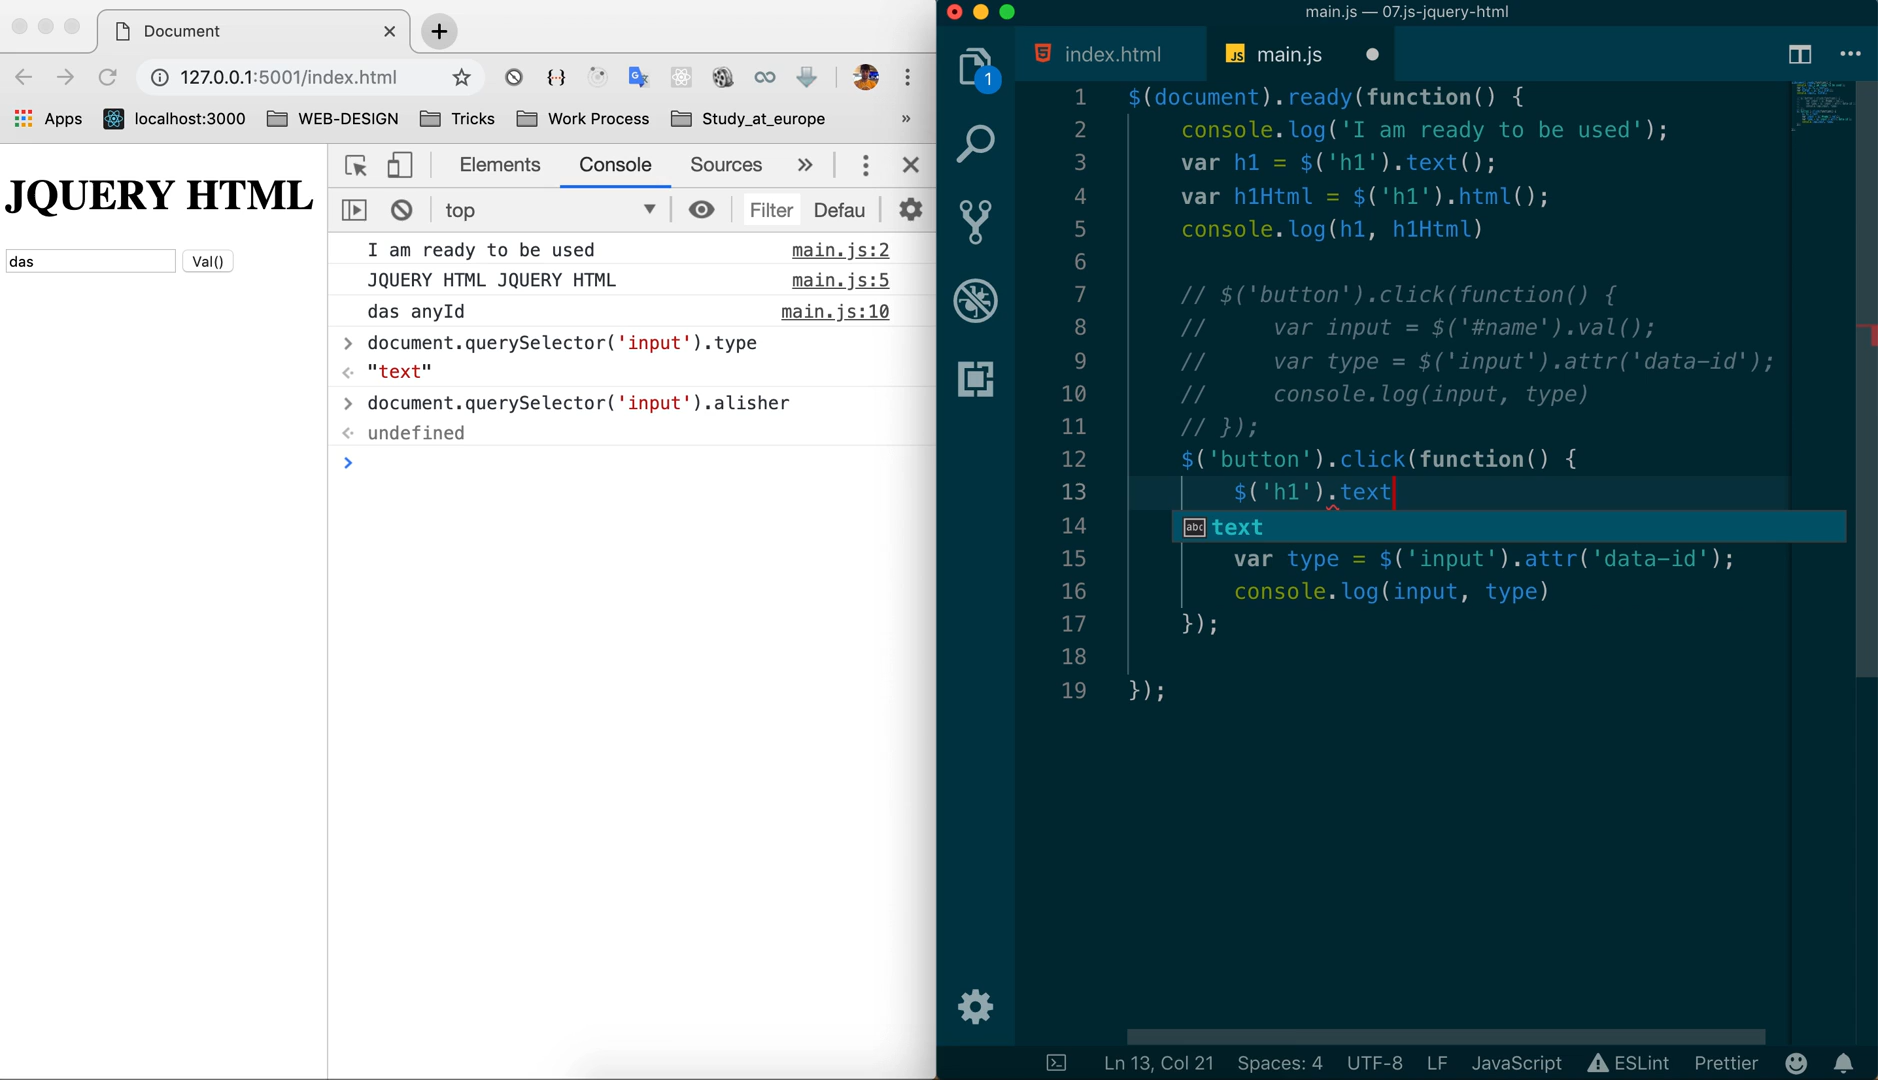 Document
127.0.0.1:5001/index.html
Apps
localhost:3000
WEB-DESIGN
Tricks
Work Process
Study_at_europe
»
JQUERY HTML
das
Val()
Elements
Console
Sources
»
top
Filter
Defau
I am ready to be used main.js:2
JQUERY HTML JQUERY HTML main.js:5
das anyId main.js:10
document.querySelector('input').type
"text"
document.querySelector('input').alisher
undefined
main.js — 07.js-jquery-html
1
index.html
JS main.js
1 $(document).ready(function() {
2 console.log('I am ready to be used');
3 var h1 = $('h1').text();
4 var h1Html = $('h1').html();
5 console.log(h1, h1Html)
6
7 // $('button').click(function() {
8 // var input = $('#name').val();
9 // var type = $('input').attr('data-id');
10 // console.log(input, type)
11 // });
12 $('button').click(function() {
13 $('h1').text
14 abc text
15 var type = $('input').attr('data-id');
16 console.log(input, type)
17 });
18
19 });
Ln 13, Col 21
Spaces: 4
UTF-8
LF
JavaScript
ESLint
Prettier